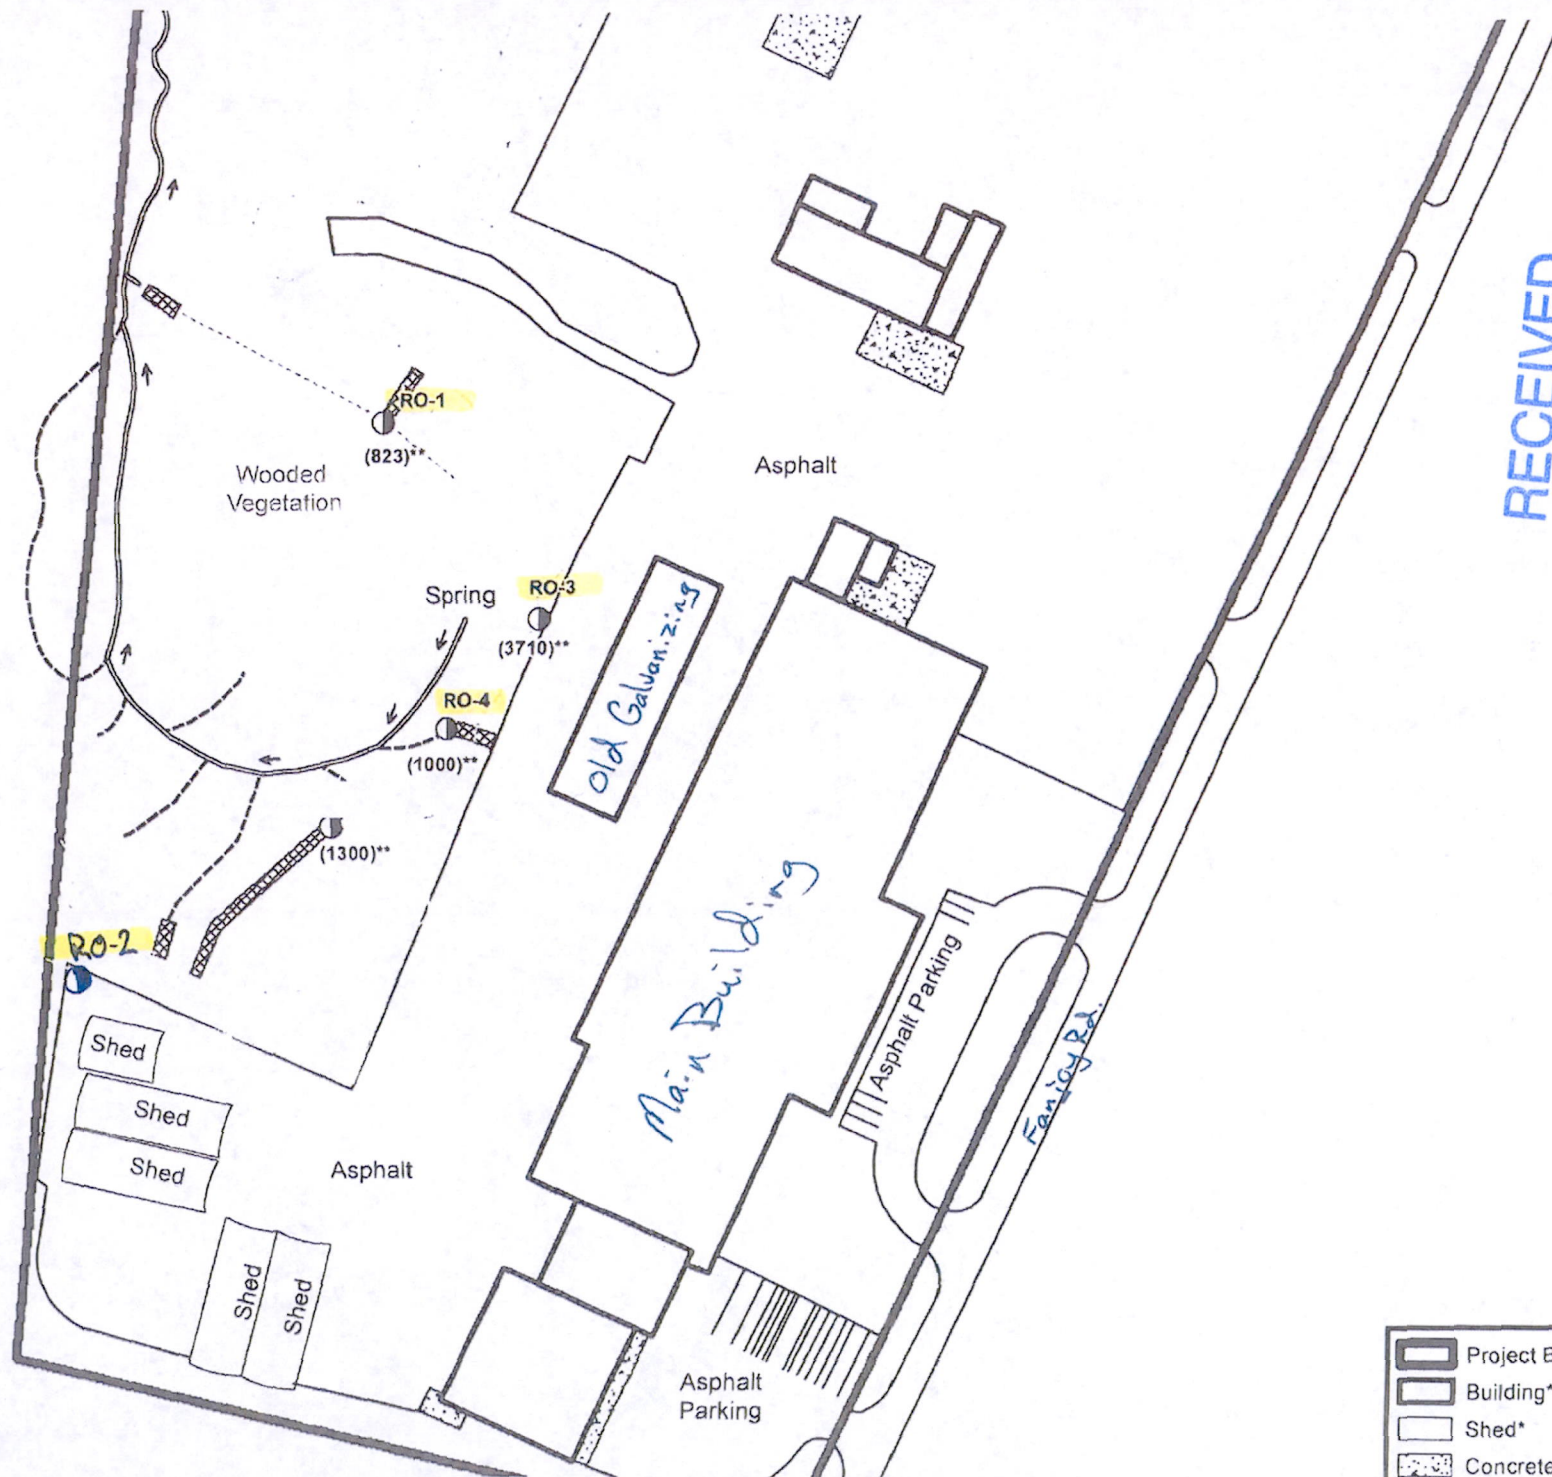 RECEIVED
RO-1
(823)**
Wooded
Vegetation
Asphalt
Spring
RO-3
(3710)**
Old Galvanizing
RO-4
(1000)**
(1300)**
Main Building
RO-2
Asphalt Parking
Fanjoy Rd.
Shed
Shed
Shed
Asphalt
Shed
Shed
Asphalt
Parking
Project B
Building*
Shed*
Concrete